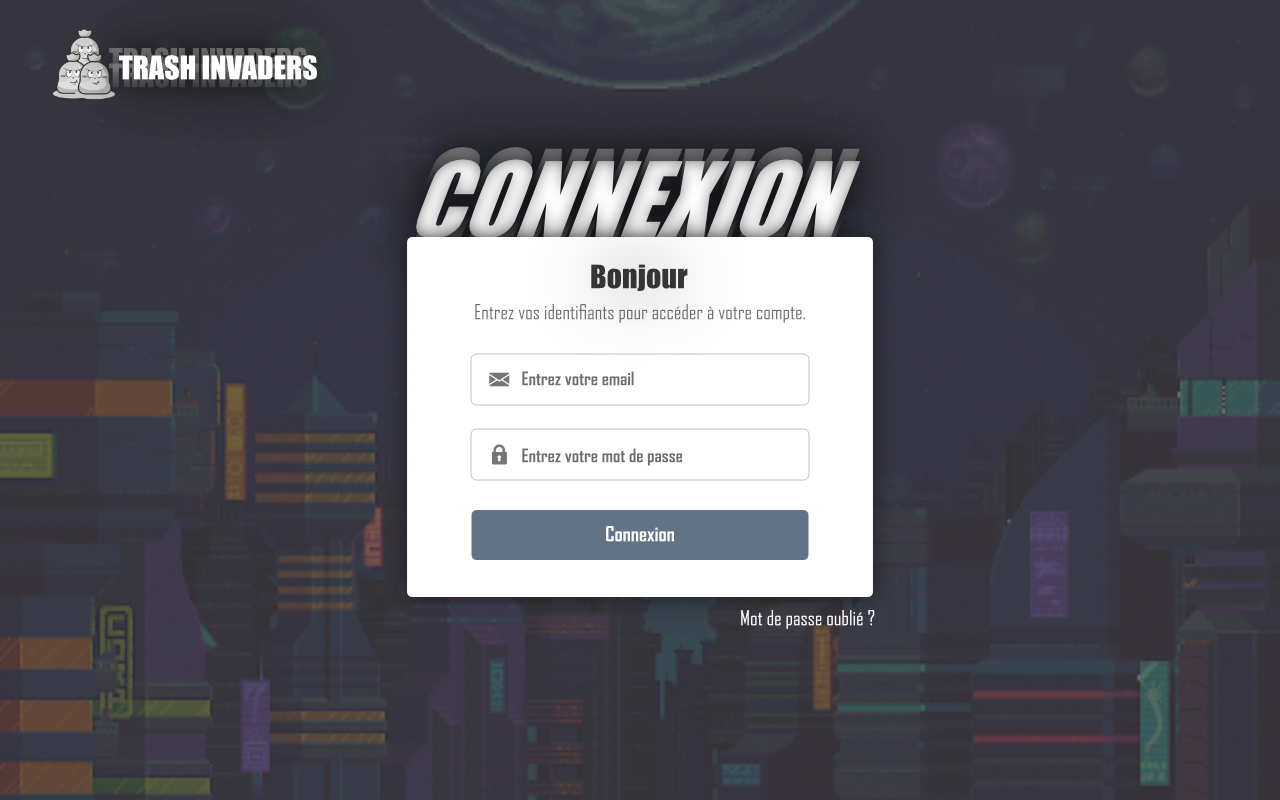 TRASH INVADERS
CONNEXION
Bonjour
Entrez vos identifiants pour accéder à votre compte.
Entrez votre email
Entrez votre mot de passe
Connexion
Mot de passe oublié ?